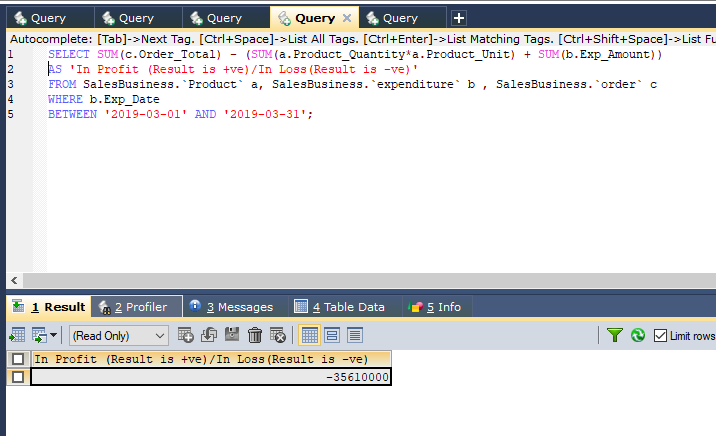 Query Query Query Query Query
Autocomplete: [Tab]->Next Tag. [Ctrl+Space]->List All Tags. [Ctrl+Enter]->List Matching Tags. [Ctrl+Shift+Space]->List Fu
1 SELECT SUM(c.Order_Total) - (SUM(a.Product_Quantity*a.Product_Unit) + SUM(b.Exp_Amount))
2 AS 'In Profit (Result is +ve)/In Loss(Result is -ve)'
3 FROM SalesBusiness.`Product` a, SalesBusiness.`expenditure` b , SalesBusiness.`order` c
4 WHERE b.Exp_Date
5 BETWEEN '2019-03-01' AND '2019-03-31';
1 Result 2 Profiler 3 Messages 4 Table Data 5 Info
(Read Only) Limit rows
In Profit (Result is +ve)/In Loss(Result is -ve)
-35610000